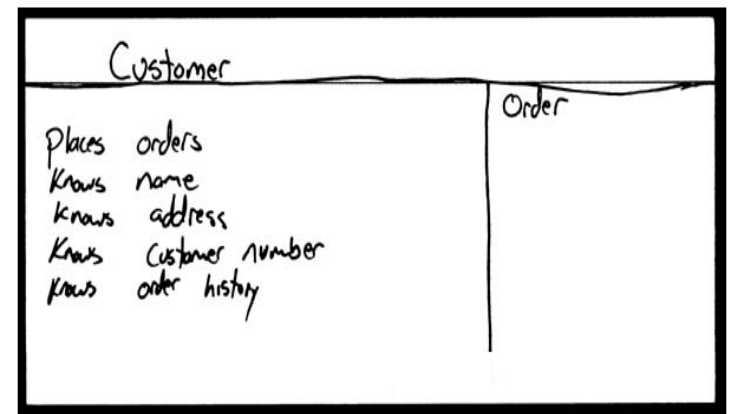 Customer
Order
Places orders
Knows name
Knows address
Knows Customer number
Knows order history